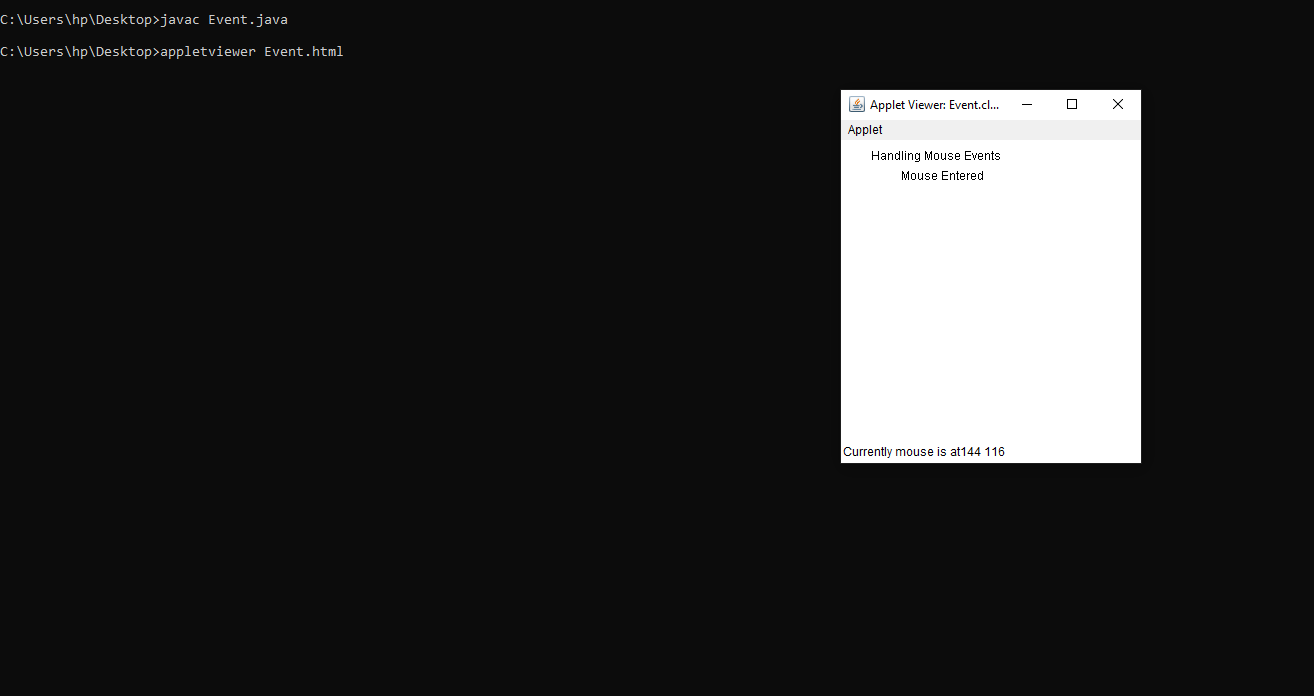 C:\Users\hp\Desktop>javac Event.java
C:\Users\hp\Desktop>appletviewer Event.html
Applet Viewer: Event.cl...
Applet
Handling Mouse Events
Mouse Entered
Currently mouse is at144 116